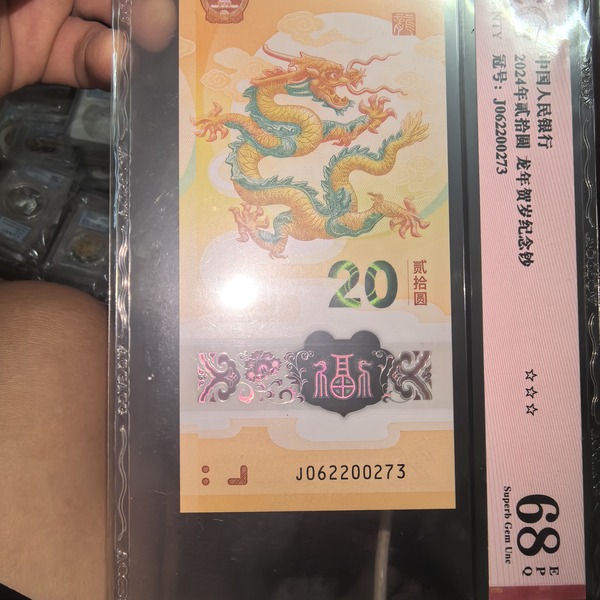 龍
20
贰拾圆
福
J062200273
中国人民银行
2024年贰拾圆 龙年贺岁纪念钞
冠号：J062200273
☆☆☆
68
EPQ
Superb Gem Unc